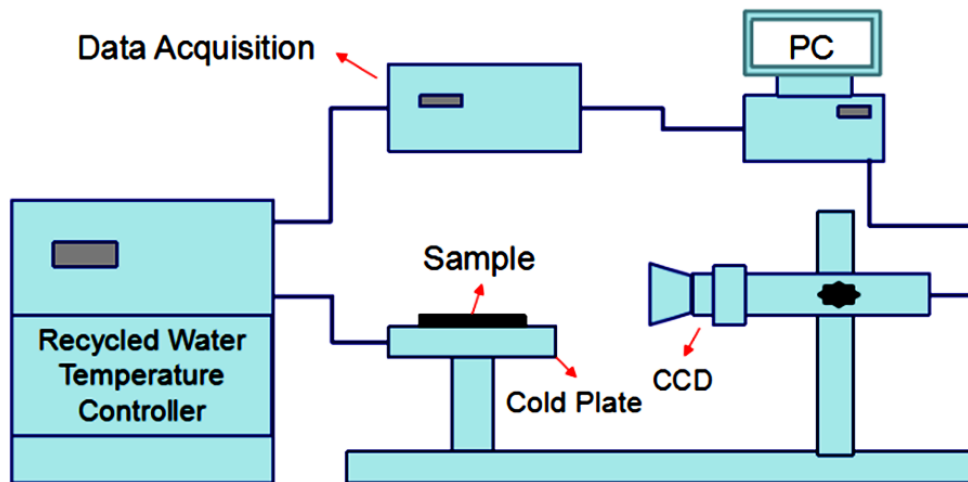 Data Acquisition
PC
Sample
Recycled Water
Temperature
Controller
Cold Plate
CCD